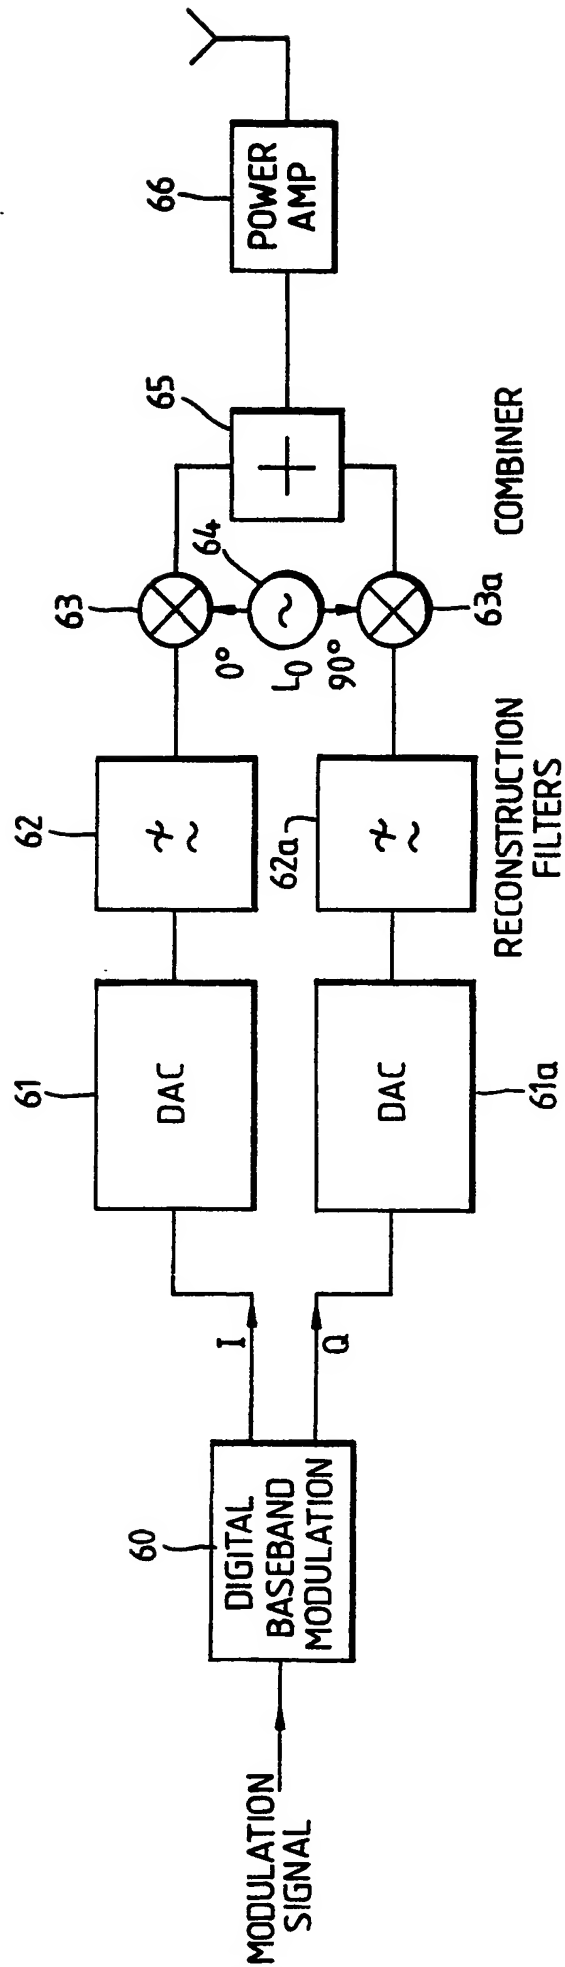 MODULATION
SIGNAL
60
DIGITAL
BASEBAND
MODULATION
I
Q
61
DAC
61a
DAC
62
62a
RECONSTRUCTION
FILTERS
63
0°
LO
90°
64
63a
65
+
COMBINER
66
POWER
AMP